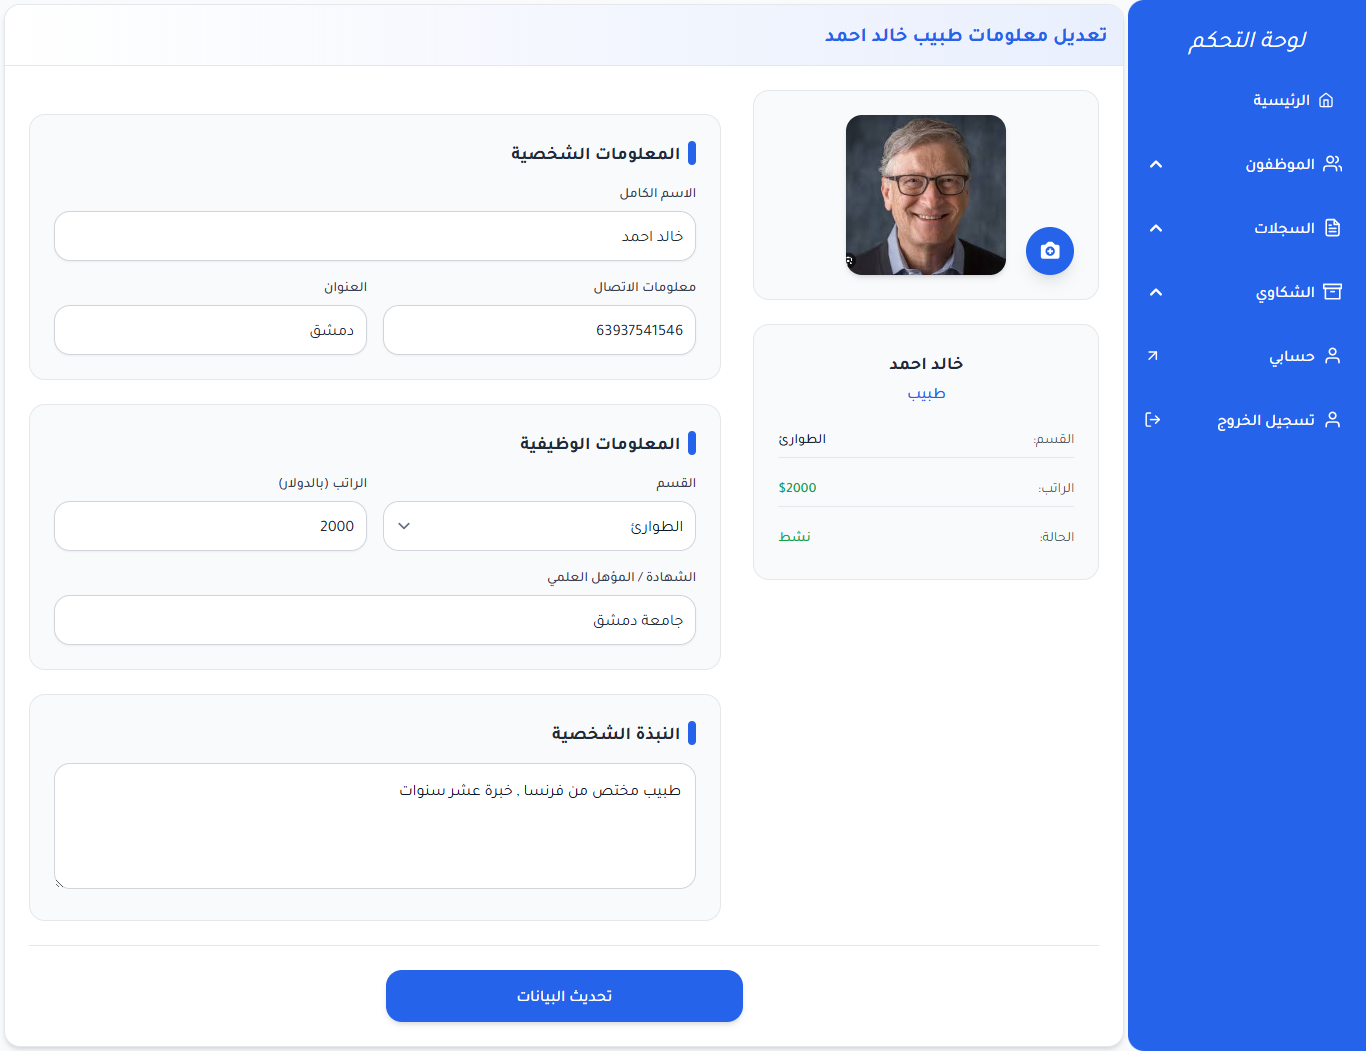 لوحة التحكم
الرئيسية
الموظفون
السجلات
الشكاوي
حسابي
تسجيل الخروج
تعديل معلومات طبيب خالد احمد
خالد احمد
طبيب
القسم: الطوارئ
الراتب: $2000
الحالة: نشط
المعلومات الشخصية
الاسم الكامل
خالد احمد
معلومات الاتصال العنوان
63937541546 دمشق
المعلومات الوظيفية
القسم الراتب (بالدولار)
الطوارئ 2000
الشهادة / المؤهل العلمي
جامعة دمشق
النبذة الشخصية
طبيب مختص من فرنسا , خبرة عشر سنوات
تحديث البيانات